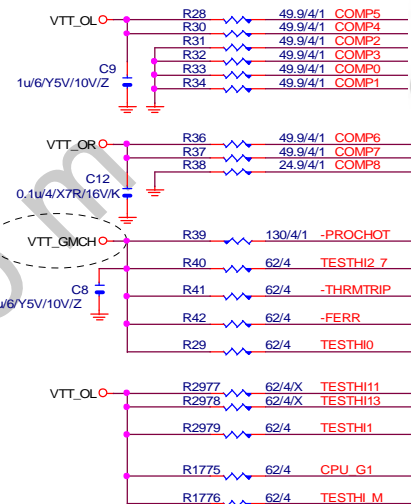 VTT_OL R28 49.9/4/1 COMP5
R30 49.9/4/1 COMP4
R31 49.9/4/1 COMP2
R32 49.9/4/1 COMP3
C9 R33 49.9/4/1 COMP0
1u/6/Y5V/10V/Z R34 49.9/4/1 COMP1
VTT_OR R36 49.9/4/1 COMP6
R37 49.9/4/1 COMP7
R38 24.9/4/1 COMP8
C12
0.1u/4/X7R/16V/K
VTT_GMCH R39 130/4/1 -PROCHOT
R40 62/4 TESTHI2_7
C8 R41 62/4 -THRMTRIP
u/6/Y5V/10V/Z R42 62/4 -FERR
R29 62/4 TESTHI0
VTT_OL R2977 62/4/X TESTHI11
R2978 62/4/X TESTHI13
R2979 62/4 TESTHI1
R1775 62/4 CPU_G1
R1776 62/4 TESTHI_M